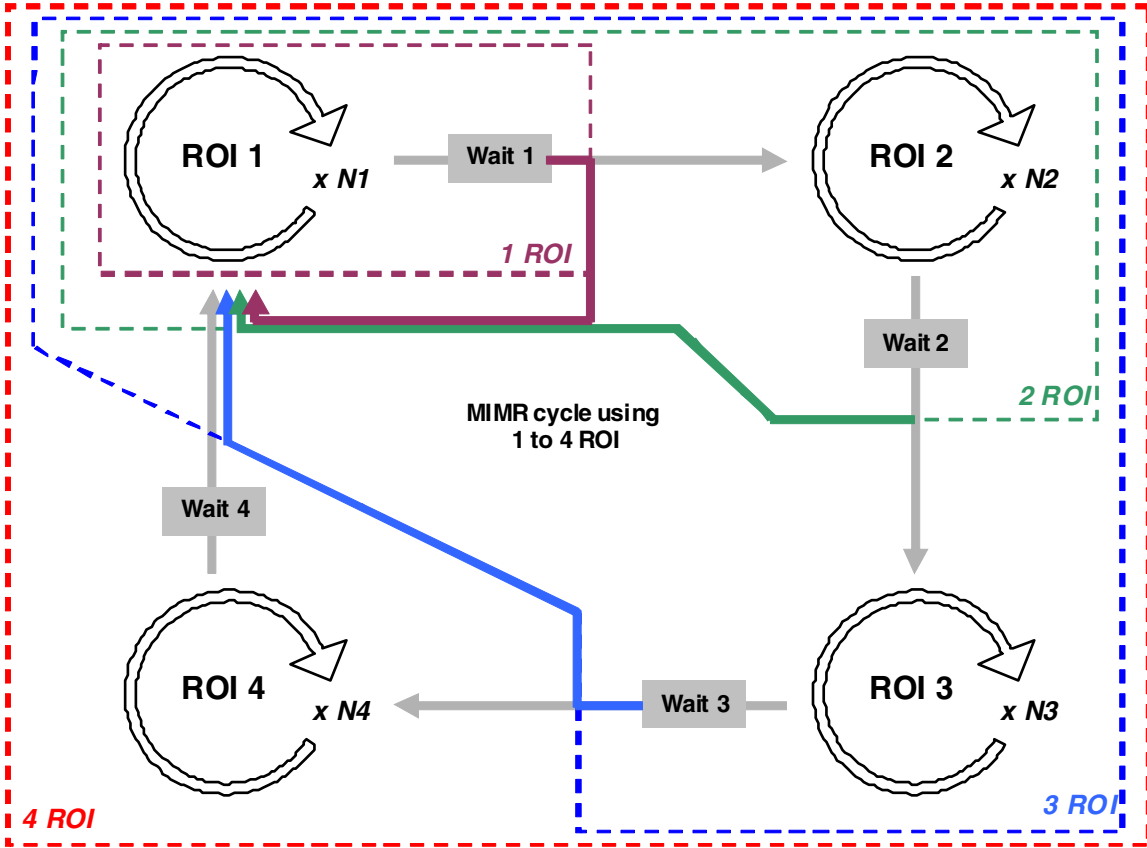 ROI 1
x N1
Wait 1
ROI 2
x N2
1 ROI
Wait 2
2 ROI
MIMR cycle using
1 to 4 ROI
Wait 4
ROI 4
x N4
Wait 3
ROI 3
x N3
4 ROI
3 ROI